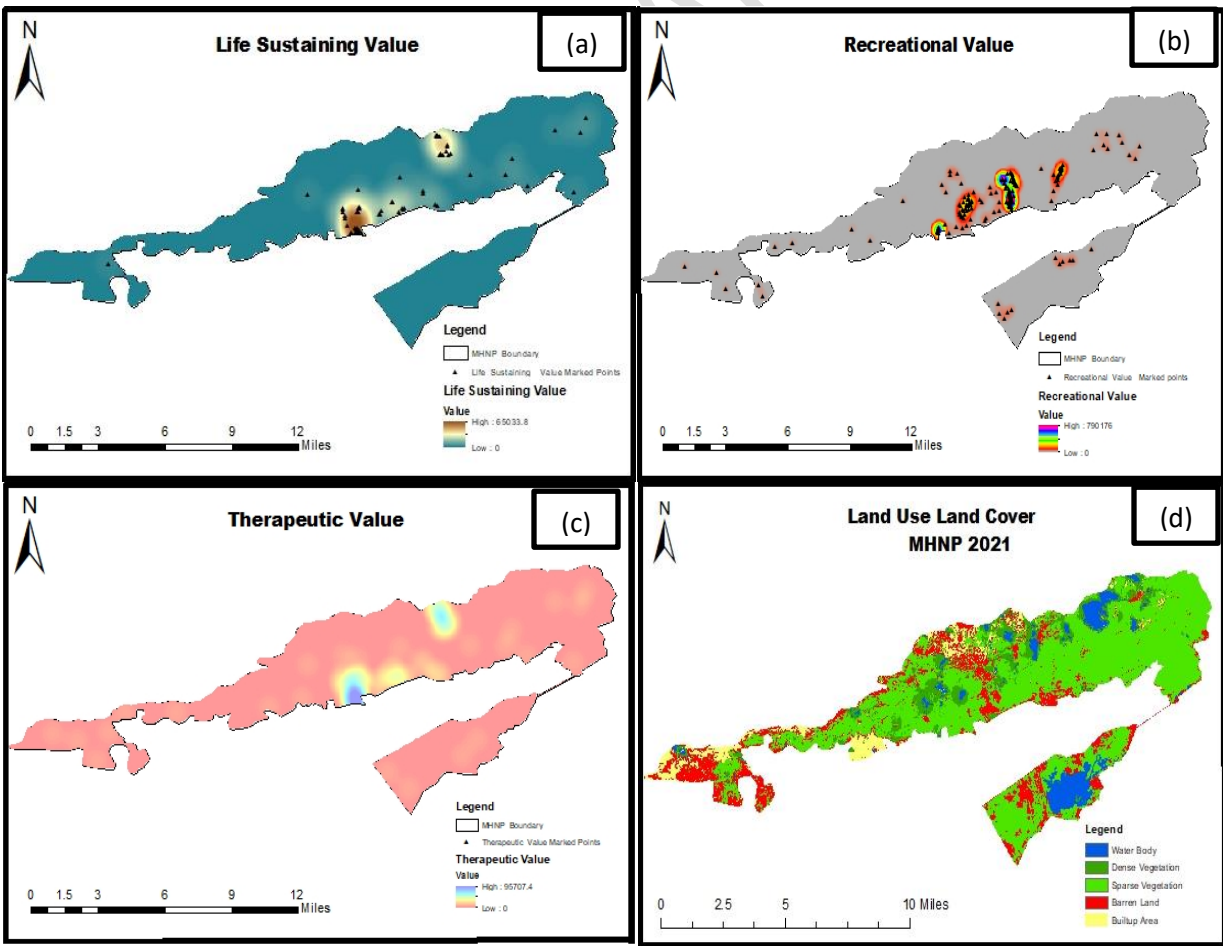 N
Life Sustaining Value
(a)
Legend
MHNP Boundary
Life Sustaining Value Marked Points
Life Sustaining Value
Value
High : 65033.8
Low : 0
0 1.5 3 6 9 12
Miles
N
Recreational Value
(b)
Legend
MHNP Boundary
Recreational Value Marked points
Recreational Value
Value
High : 790176
Low : 0
0 1.5 3 6 9 12
Miles
N
Therapeutic Value
(c)
Legend
MHNP Boundary
Therapeutic Value Marked Points
Therapeutic Value
Value
High : 95707.4
Low : 0
0 1.5 3 6 9 12
Miles
N
Land Use Land Cover
MHNP 2021
(d)
Legend
Water Body
Dense Vegetation
Sparse Vegetation
Barren Land
Builtup Area
0 2.5 5 10 Miles